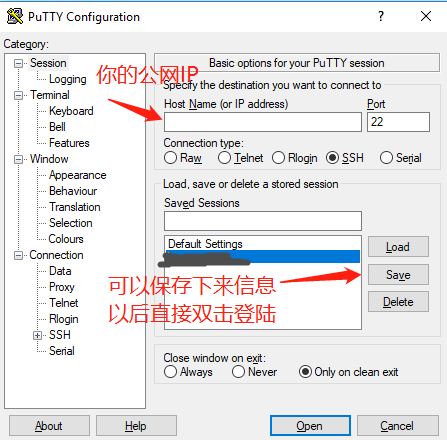 PuTTY Configuration
?
Category:
Session
Logging
Terminal
Keyboard
Bell
Features
Window
Appearance
Behaviour
Translation
Selection
Colours
Connection
Data
Proxy
Telnet
Rlogin
SSH
Serial
你的公网IP
Basic options for your PuTTY session
Specify the destination you want to connect to
Host Name (or IP address) Port
22
Connection type:
Raw Telnet Rlogin SSH Serial
Load, save or delete a stored session
Saved Sessions
Default Settings
Load
Save
Delete
可以保存下来信息
以后直接双击登陆
Close window on exit:
Always Never Only on clean exit
About Help Open Cancel